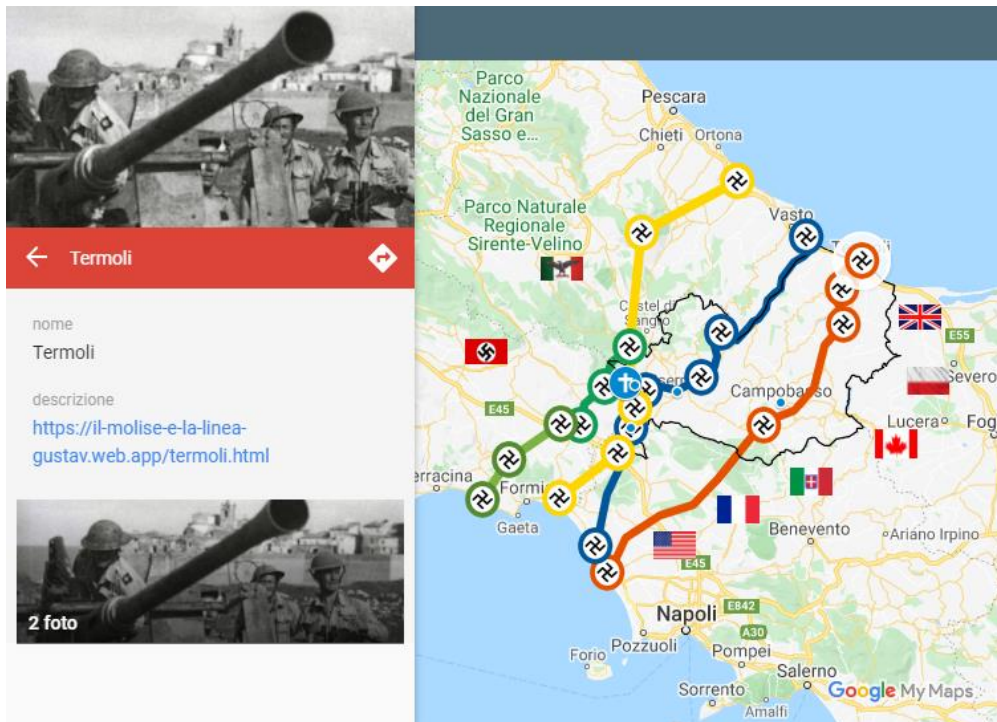 Termoli
nome
Termoli
descrizione
https://il-molise-e-la-linea-
gustav.web.app/termoli.html
2 foto
Parco
Nazionale
del Gran
Sasso e...
Pescara
Chieti
Ortona
Parco Naturale
Regionale
Sirente-Velino
Vasto
Castel di
Sangro
E55
Severo
E45
Campobasso
Lucera
Fog
erracina
Formi
Gaeta
Benevento
Ariano Irpino
E45
Napoli
E842
A30
Pozzuoli
Forio
Pompei
Salerno
Sorrento
Amalfi
Google My Maps